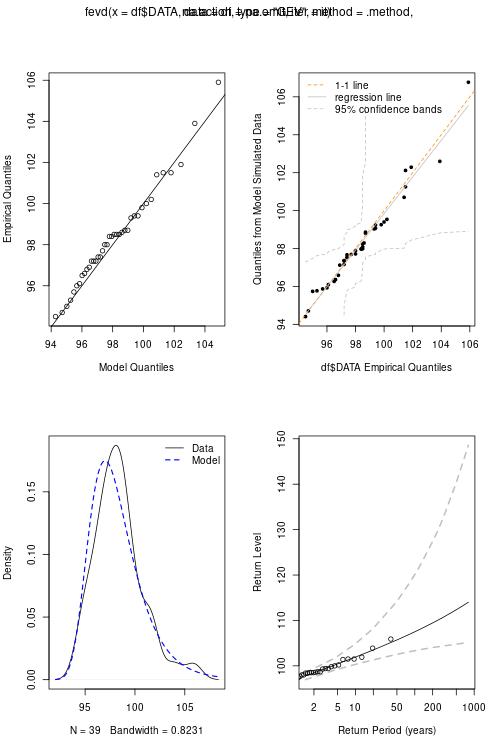 fevd(x = df$DATA, data = df, type = "GEV", method = .method,
106
104
102
100
98
96
Empirical Quantiles
94 96 98 100 102 104
Model Quantiles
1-1 line
regression line
95% confidence bands
106
104
102
100
98
96
94
Quantiles from Model Simulated Data
96 98 100 102 104 106
df$DATA Empirical Quantiles
Data
Model
0.15
0.10
0.05
0.00
Density
95 100 105
N = 39 Bandwidth = 0.8231
150
140
130
120
110
100
Return Level
2 5 10 50 200 1000
Return Period (years)